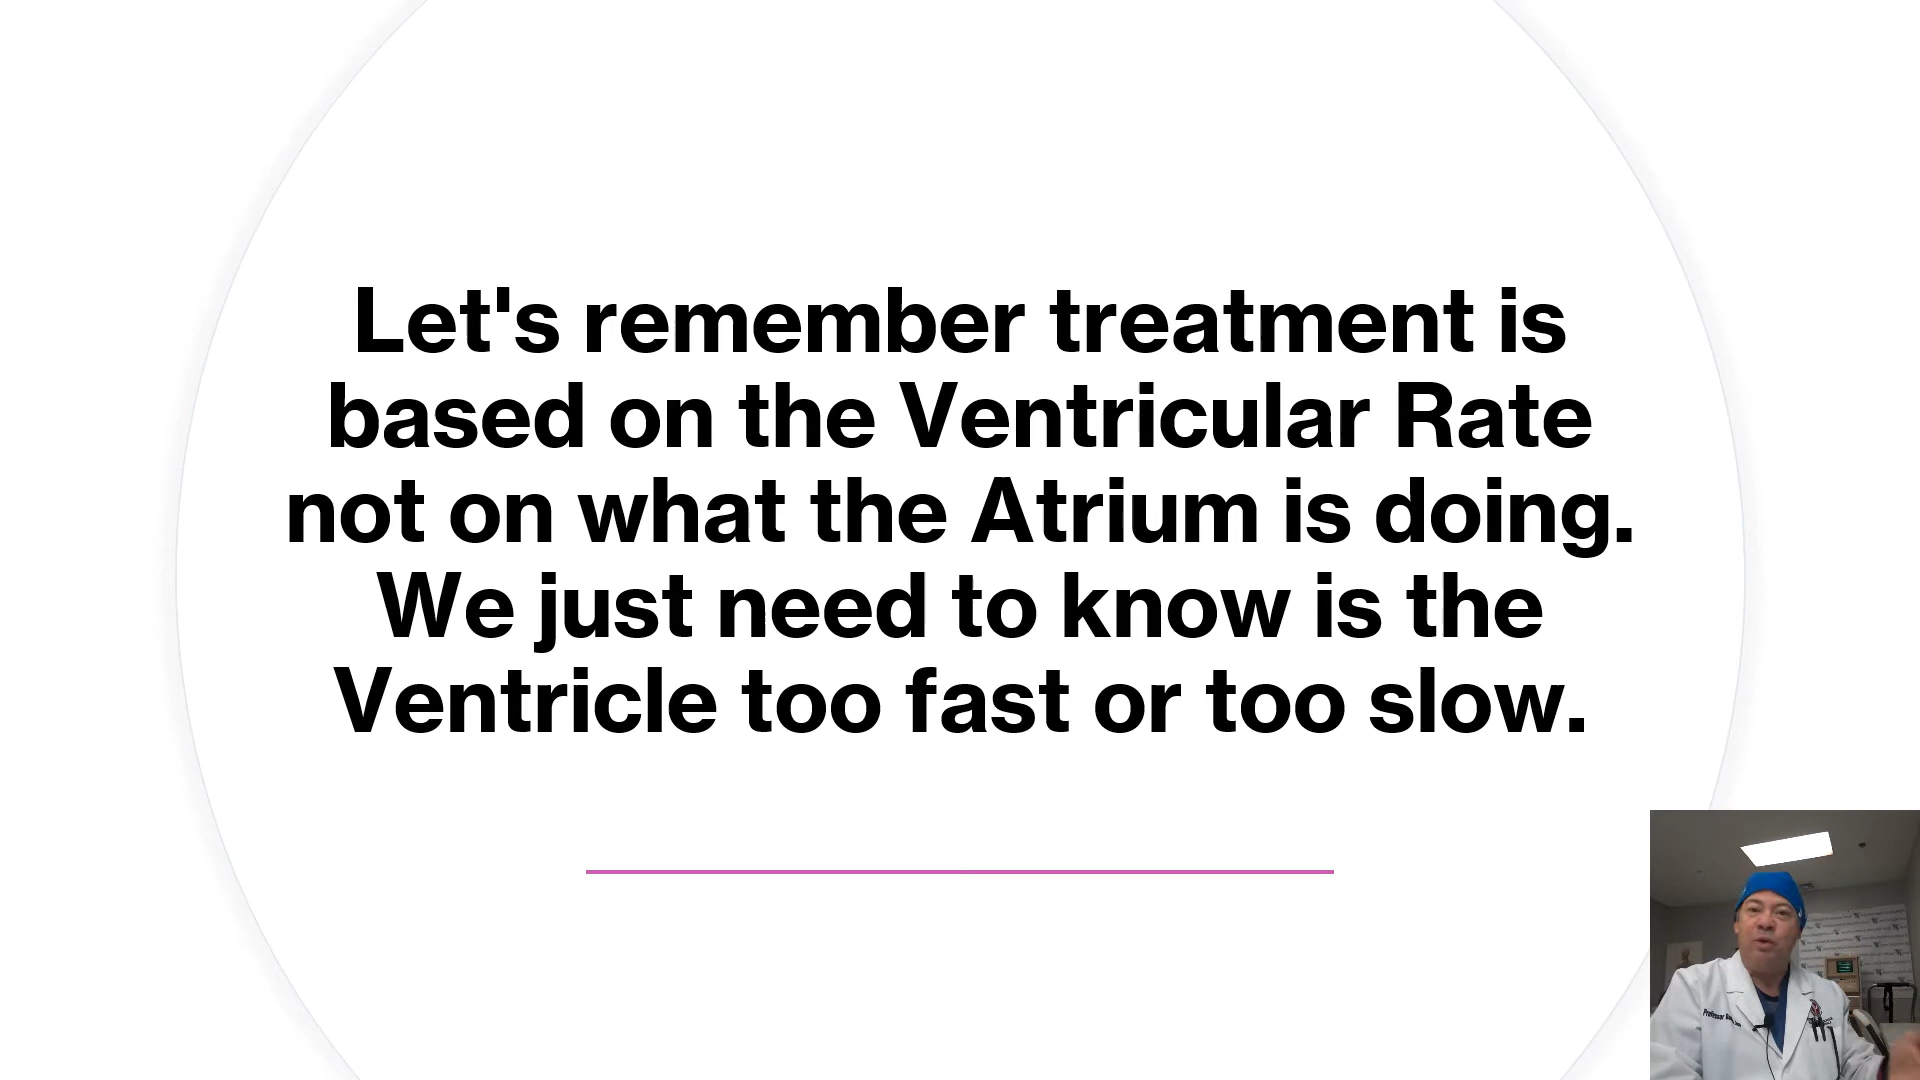 Let's remember treatment is
based on the Ventricular Rate
not on what the Atrium is doing.
We just need to know is the
Ventricle too fast or too slow.
Professor